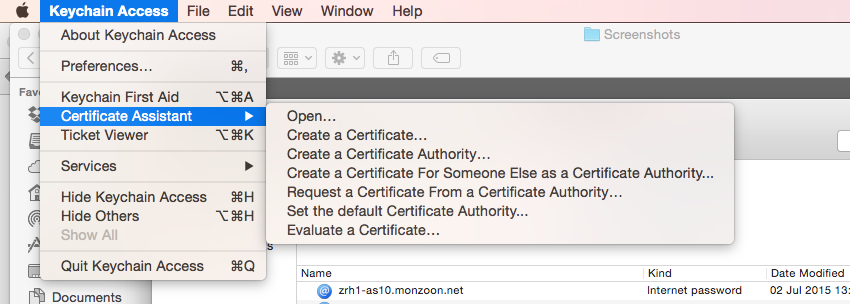 Keychain Access File Edit View Window Help
Screenshots
About Keychain Access
Preferences… ⌘,
Keychain First Aid ⌥⌘A
Certificate Assistant ▶
Ticket Viewer ⌥⌘K
Services ▶
Hide Keychain Access ⌘H
Hide Others ⌥⌘H
Show All
Quit Keychain Access ⌘Q
Open…
Create a Certificate…
Create a Certificate Authority…
Create a Certificate For Someone Else as a Certificate Authority...
Request a Certificate From a Certificate Authority…
Set the default Certificate Authority...
Evaluate a Certificate…
Documents
Name Kind Date Modified
zrh1-as10.monzoon.net Internet password 02 Jul 2015 13: